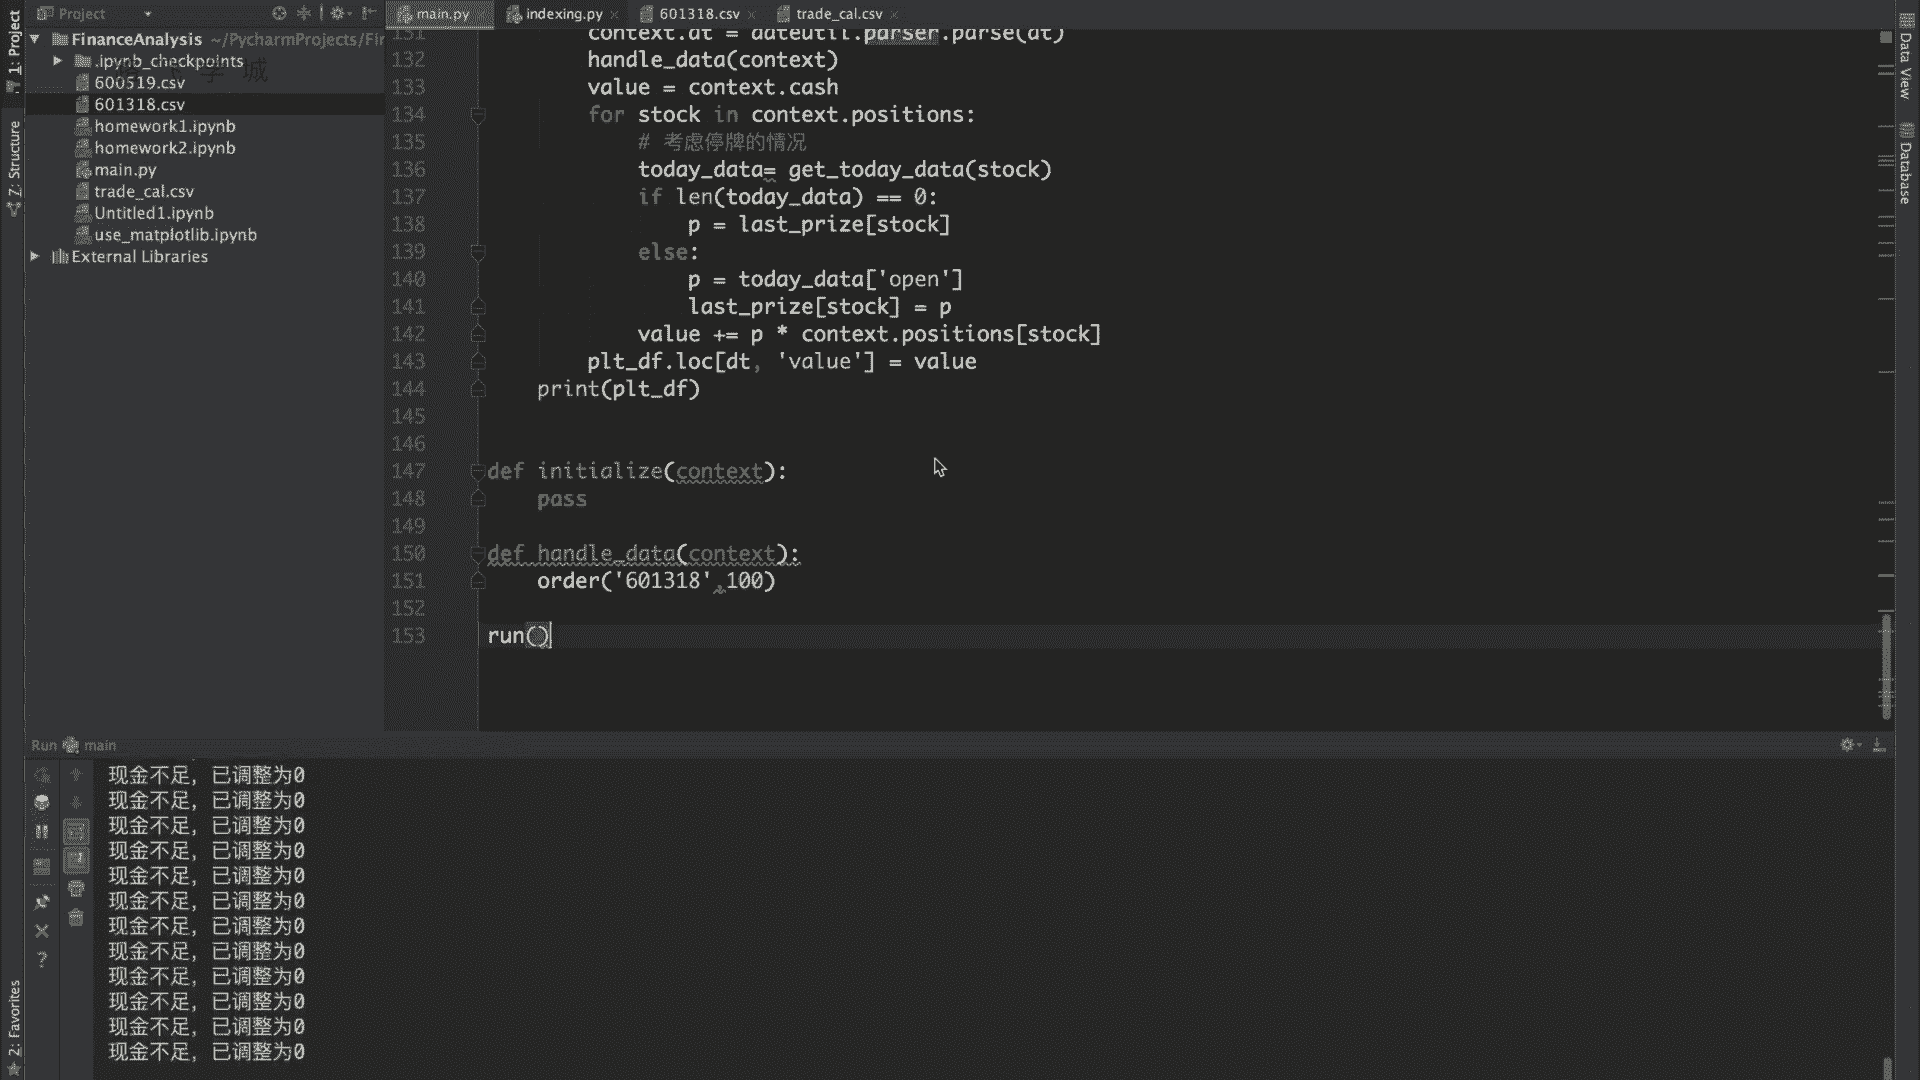 Project
main.py
indexing.py
601318.csv
trade_cal.csv
1: Project
Z: Structure
2: Favorites
Data View
Database
FinanceAnalysis ~/PycharmProjects/Fir
.ipynb_checkpoints
600519.csv
601318.csv
homework1.ipynb
homework2.ipynb
main.py
trade_cal.csv
Untitled1.ipynb
use_matplotlib.ipynb
External Libraries
151 context.dt = dateutil.parser.parse(dt)
132 handle_data(context)
133 value = context.cash
134 for stock in context.positions:
135 # 考虑停牌的情况
136 today_data= get_today_data(stock)
137 if len(today_data) == 0:
138 p = last_prize[stock]
139 else:
140 p = today_data['open']
141 last_prize[stock] = p
142 value += p * context.positions[stock]
143 plt_df.loc[dt, 'value'] = value
144 print(plt_df)
145
146
147 def initialize(context):
148 pass
149
150 def handle_data(context):
151 order('601318',100)
152
153 run()
Run main
现金不足，已调整为0
现金不足，已调整为0
现金不足，已调整为0
现金不足，已调整为0
现金不足，已调整为0
现金不足，已调整为0
现金不足，已调整为0
现金不足，已调整为0
现金不足，已调整为0
现金不足，已调整为0
现金不足，已调整为0
现金不足，已调整为0